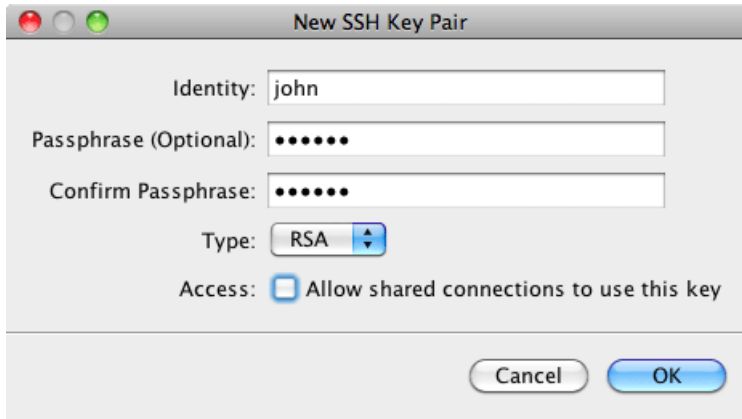 New SSH Key Pair
Identity: john
Passphrase (Optional): ••••••
Confirm Passphrase: ••••••
Type: RSA
Access: Allow shared connections to use this key
Cancel OK